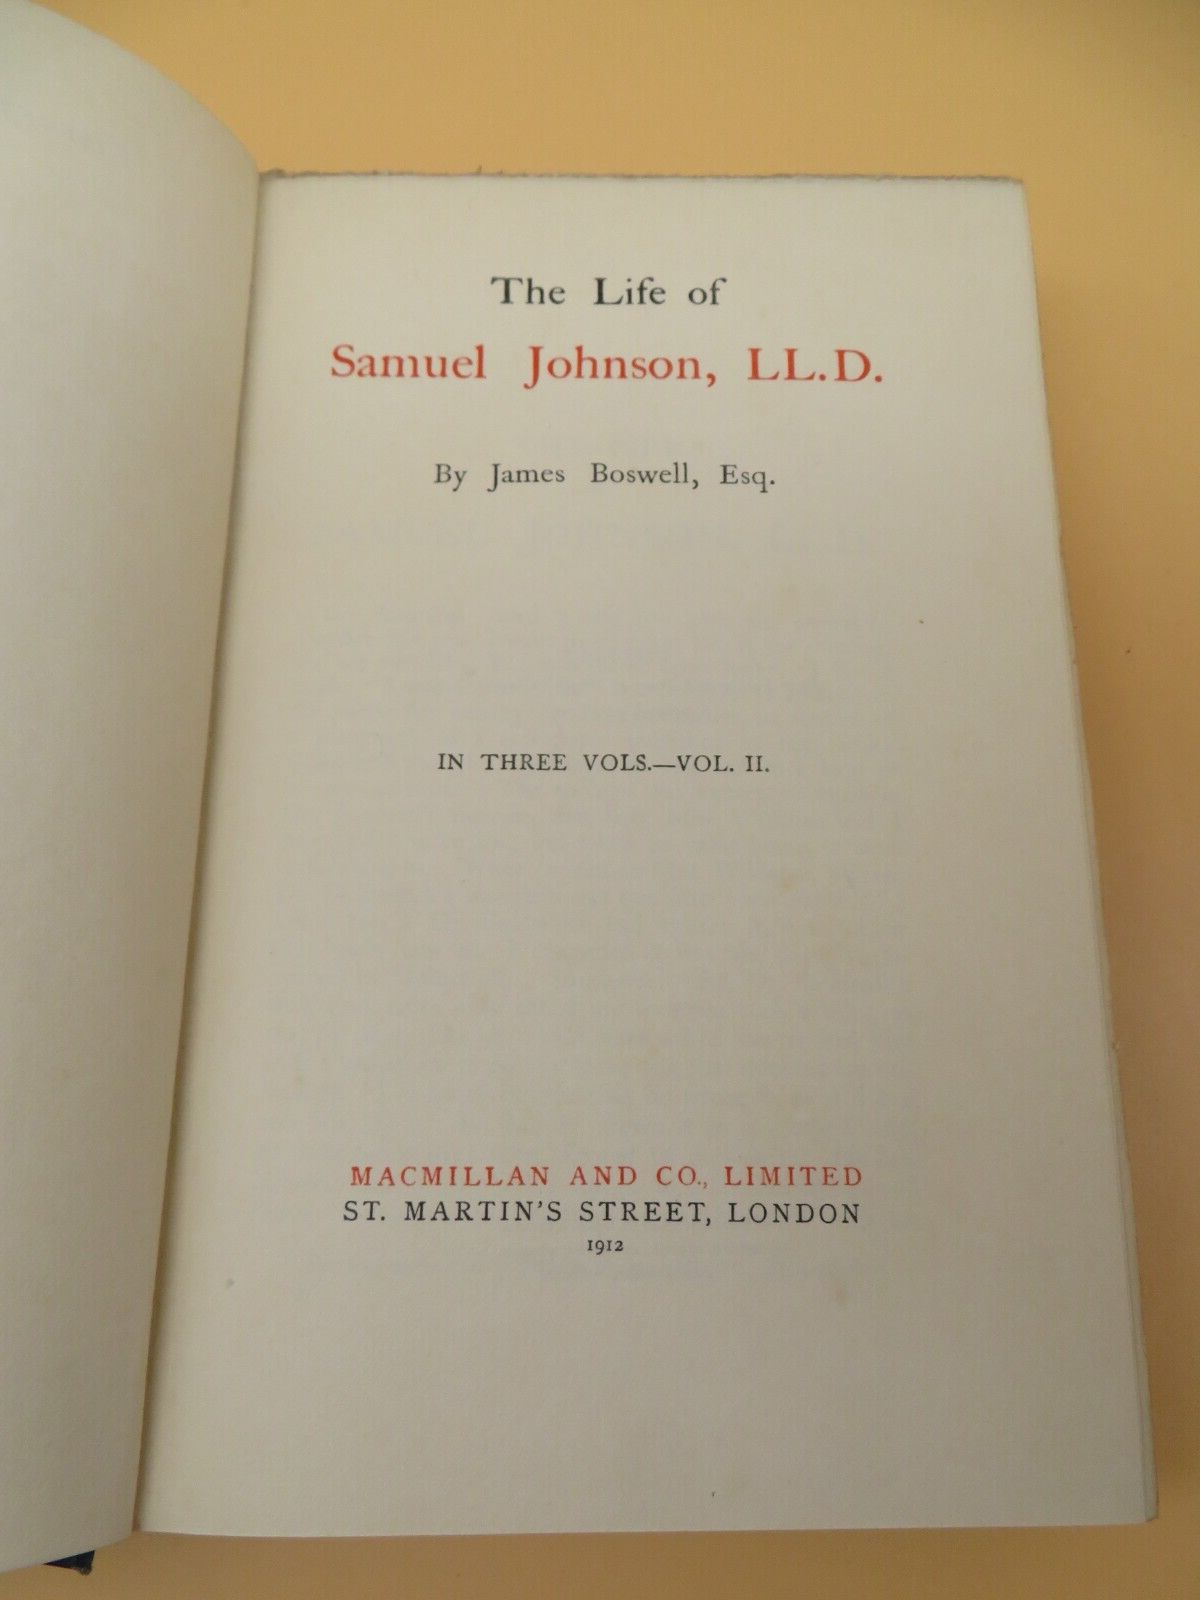 The Life of
Samuel Johnson, LL.D.
By James Boswell, Esq.
IN THREE VOLS.—VOL. II.
MACMILLAN AND CO., LIMITED
ST. MARTIN'S STREET, LONDON
1912